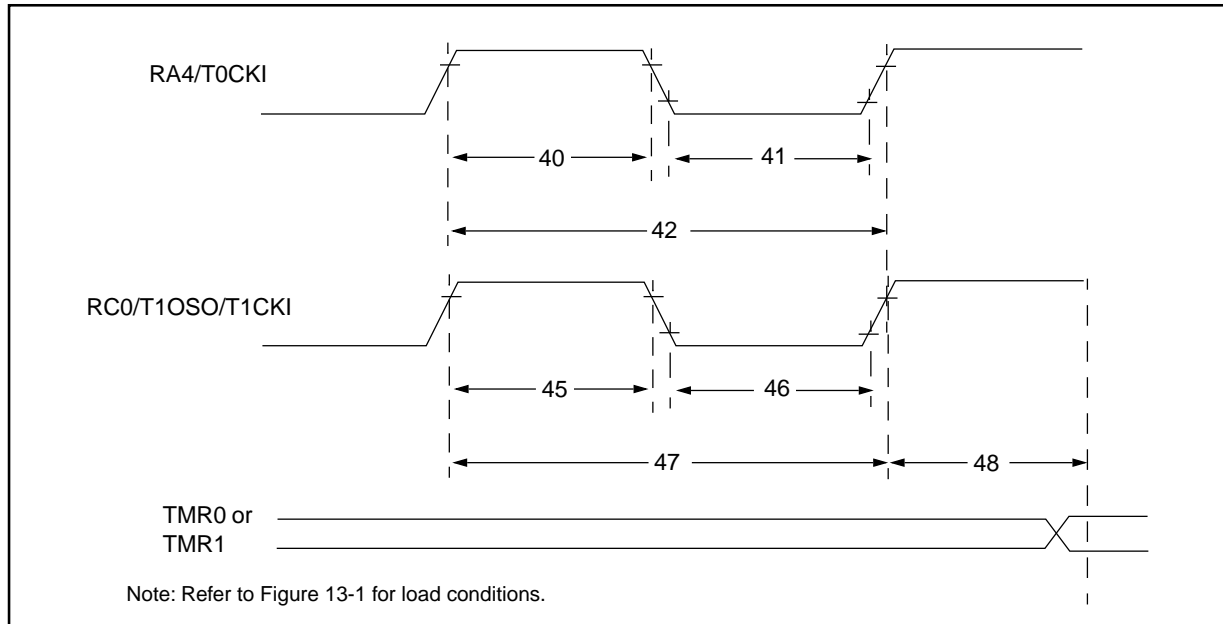 RA4/T0CKI
40
41
42
RC0/T1OSO/T1CKI
45
46
47
48
TMR0 or
TMR1
Note: Refer to Figure 13-1 for load conditions.